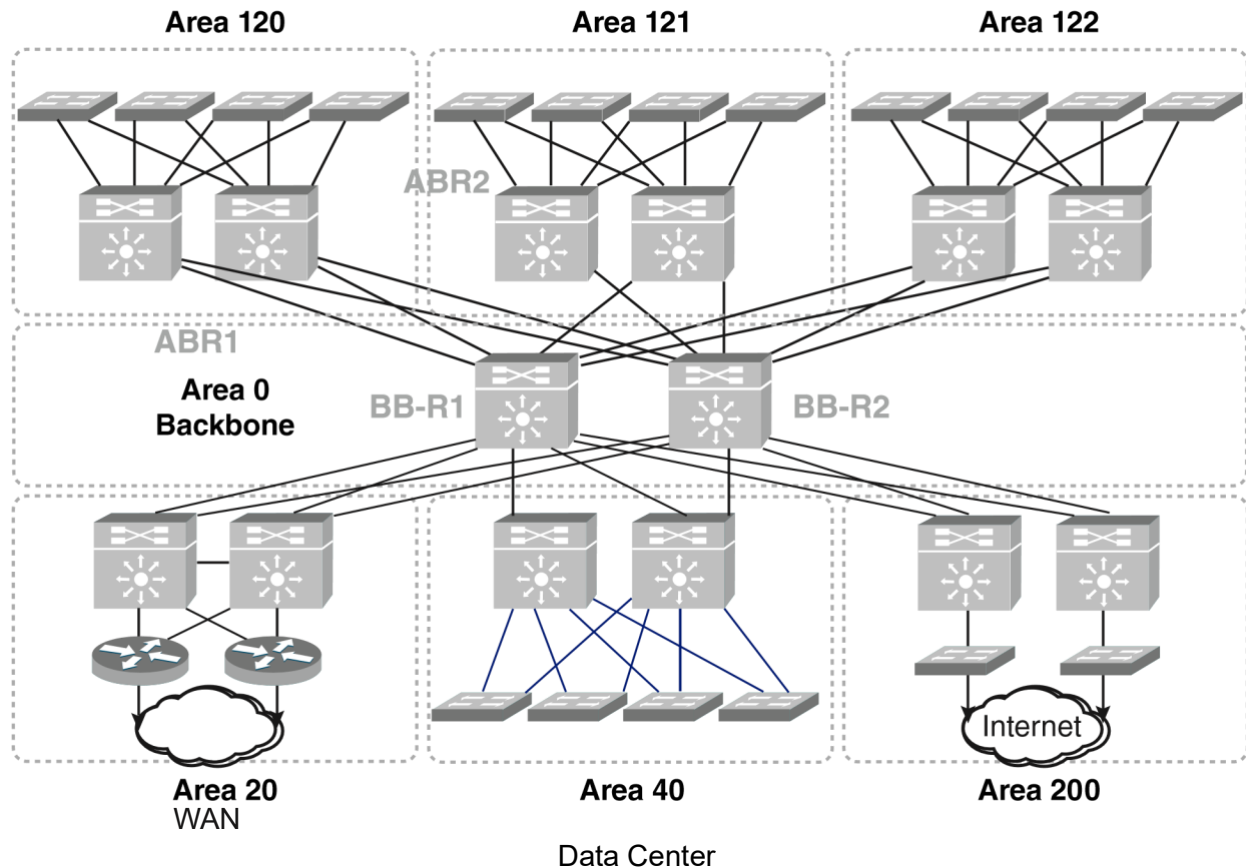 Area 120
Area 121
Area 122
ABR2
ABR1
Area 0
Backbone
BB-R1
BB-R2
Internet
Area 20
WAN
Area 40
Area 200
Data Center